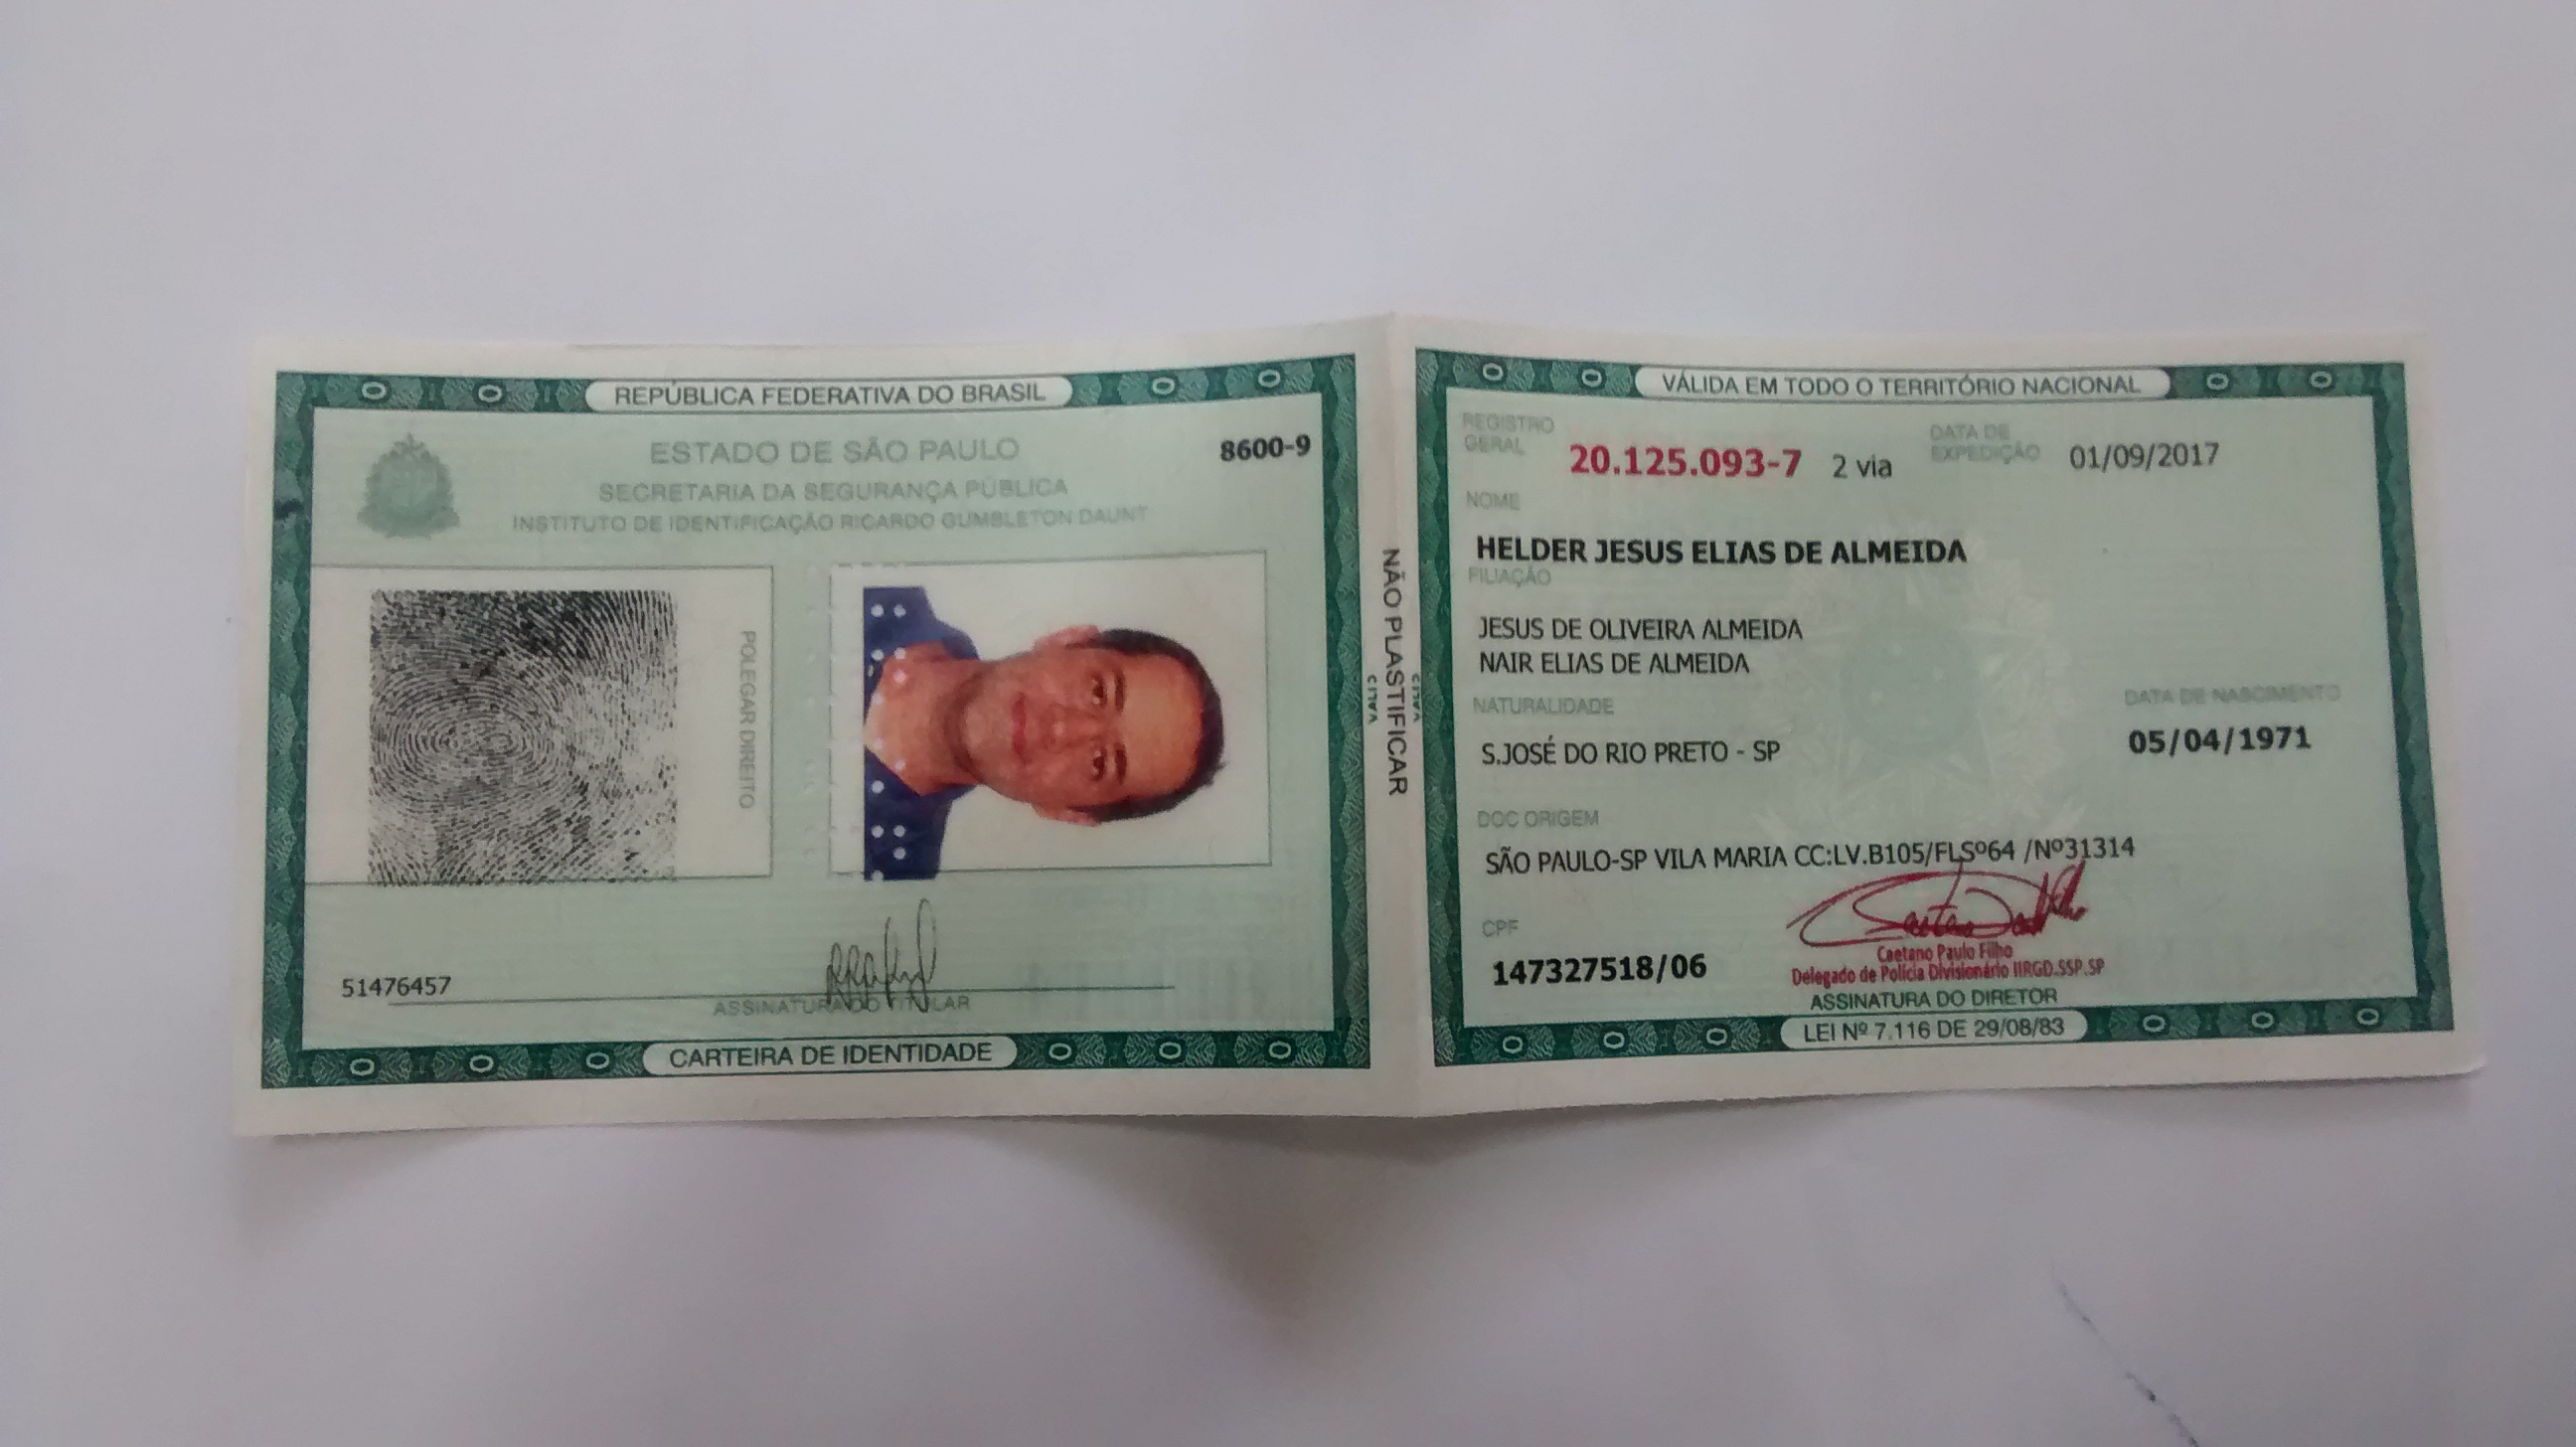 REPÚBLICA FEDERATIVA DO BRASIL
ESTADO DE SÃO PAULO
8600-9
SECRETARIA DA SEGURANÇA PÚBLICA
INSTITUTO DE IDENTIFICAÇÃO RICARDO GUMBLETON DAUNT
POLEGAR DIREITO
51476457
ASSINATURA DO TITULAR
CARTEIRA DE IDENTIDADE
NÃO PLASTIFICAR
VÁLIDA EM TODO O TERRITÓRIO NACIONAL
REGISTRO GERAL 20.125.093-7 2 via DATA DE EXPEDIÇÃO 01/09/2017
NOME
HELDER JESUS ELIAS DE ALMEIDA
FILIAÇÃO
JESUS DE OLIVEIRA ALMEIDA
NAIR ELIAS DE ALMEIDA
NATURALIDADE DATA DE NASCIMENTO
S.JOSÉ DO RIO PRETO - SP 05/04/1971
DOC ORIGEM
SÃO PAULO-SP VILA MARIA CC:LV.B105/FLSº64 /Nº31314
CPF
147327518/06
Caetano Paulo Filho
Delegado de Polícia Divisionário IIRGD.SSP.SP
ASSINATURA DO DIRETOR
LEI Nº 7.116 DE 29/08/83